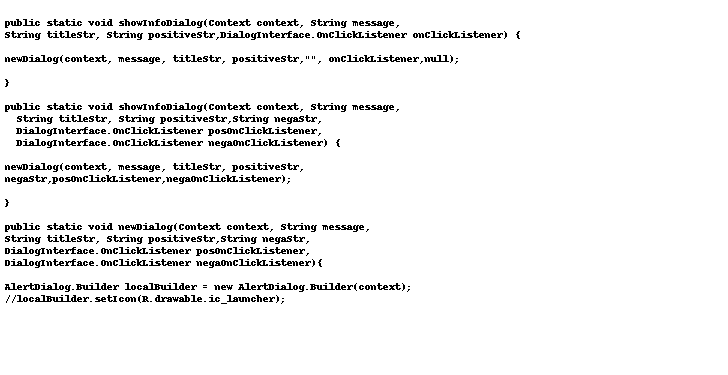 public static void showInfoDialog(Context context, String message,
String titleStr, String positiveStr,DialogInterface.OnClickListener onClickListener) {
newDialog(context, message, titleStr, positiveStr,"", onClickListener,null);
}
public static void showInfoDialog(Context context, String message,
String titleStr, String positiveStr,String negaStr,
DialogInterface.OnClickListener posOnClickListener,
DialogInterface.OnClickListener negaOnClickListener) {
newDialog(context, message, titleStr, positiveStr,
negaStr,posOnClickListener,negaOnClickListener);
}
public static void newDialog(Context context, String message,
String titleStr, String positiveStr,String negaStr,
DialogInterface.OnClickListener posOnClickListener,
DialogInterface.OnClickListener negaOnClickListener){
AlertDialog.Builder localBuilder = new AlertDialog.Builder(context);
//localBuilder.setIcon(R.drawable.ic_launcher);